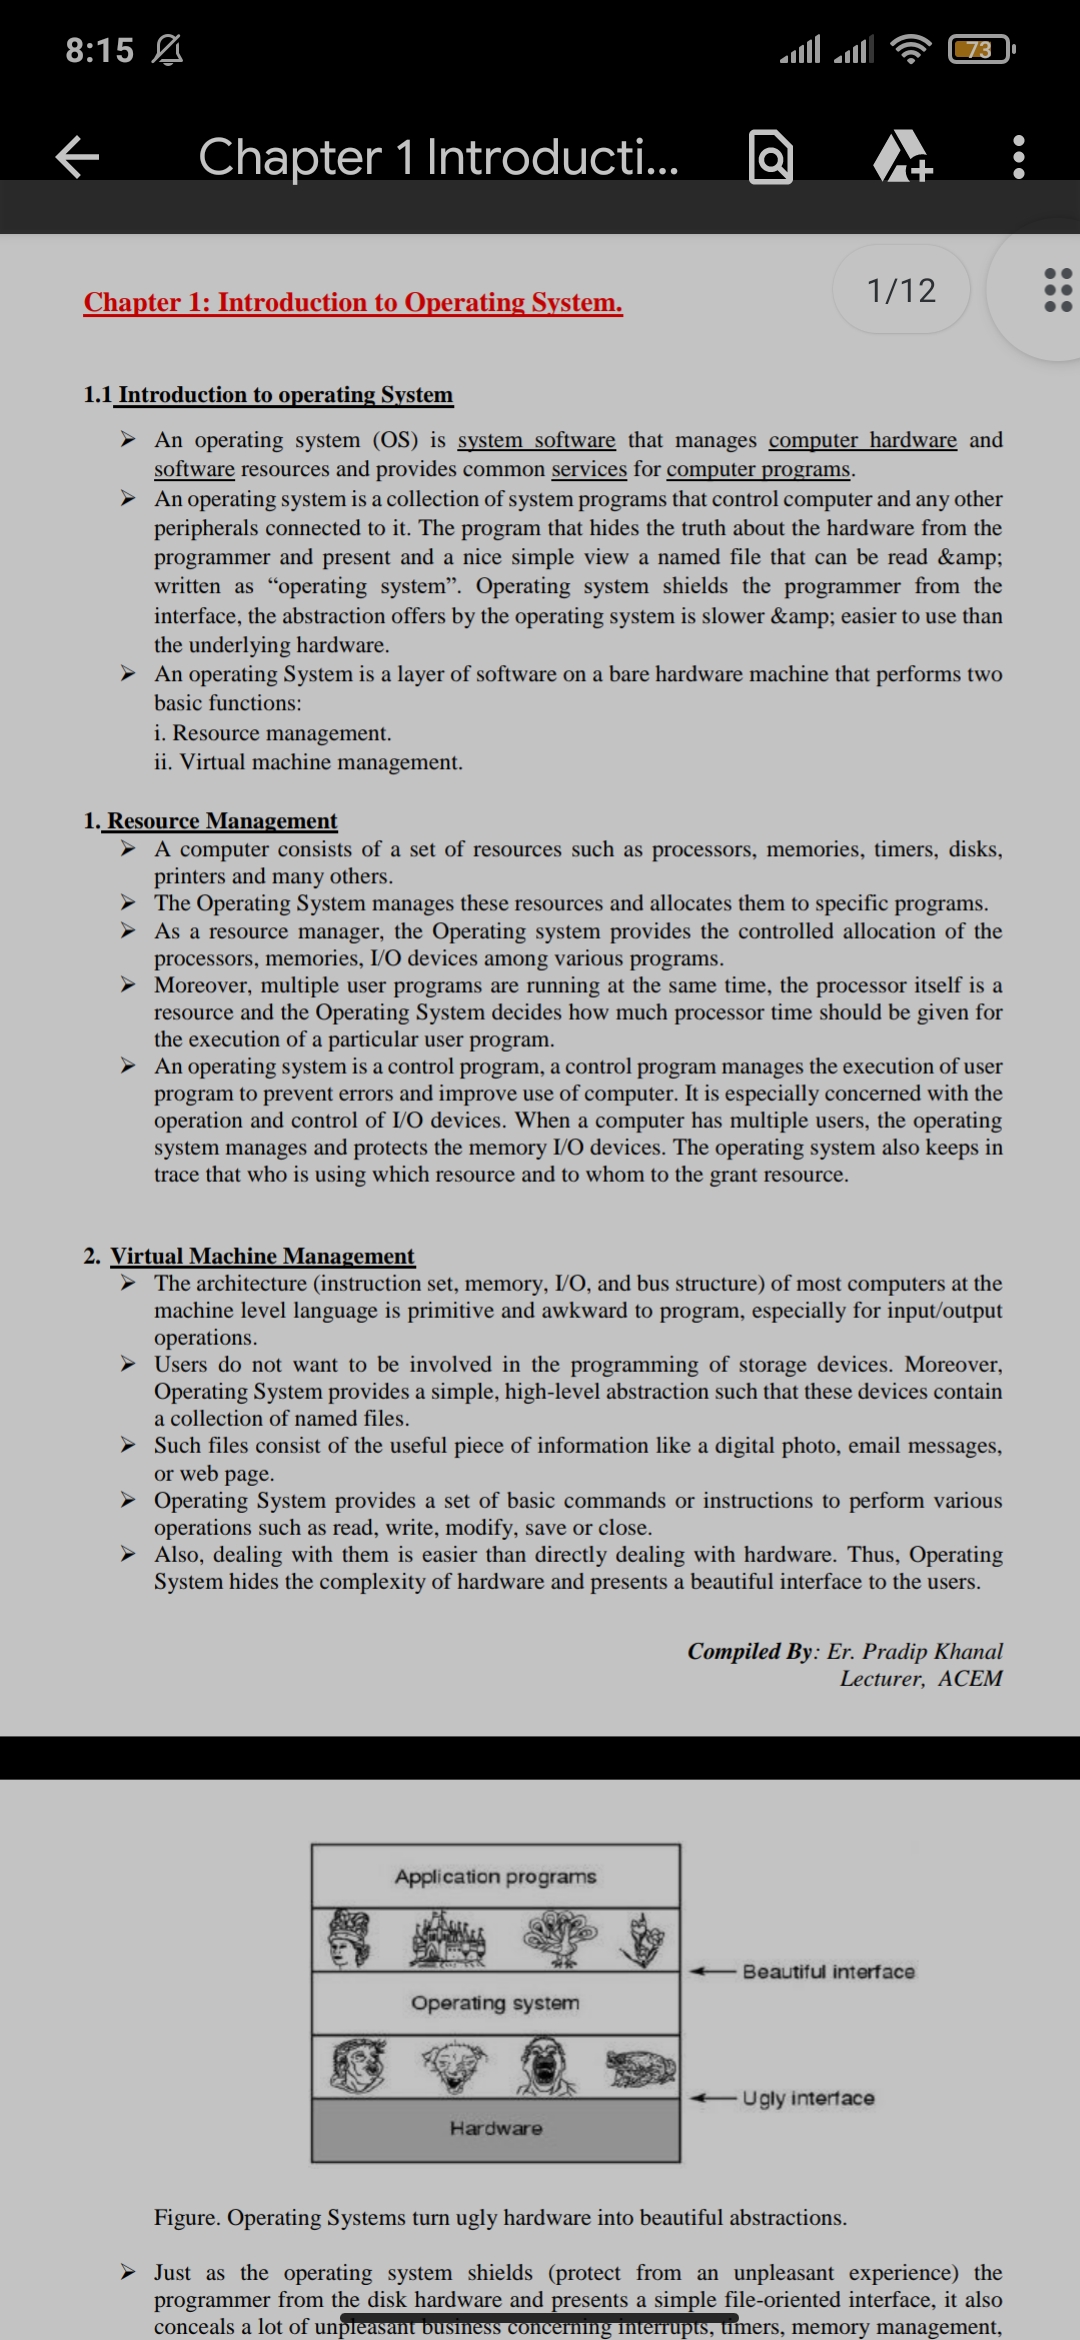 8:15
73
Chapter 1 Introducti...
1/12
Chapter 1: Introduction to Operating System.
1.1 Introduction to operating System
➢ An operating system (OS) is system software that manages computer hardware and
software resources and provides common services for computer programs.
➢ An operating system is a collection of system programs that control computer and any other
peripherals connected to it. The program that hides the truth about the hardware from the
programmer and present and a nice simple view a named file that can be read &amp;
written as “operating system”. Operating system shields the programmer from the
interface, the abstraction offers by the operating system is slower &amp; easier to use than
the underlying hardware.
➢ An operating System is a layer of software on a bare hardware machine that performs two
basic functions:
i. Resource management.
ii. Virtual machine management.
1. Resource Management
➢ A computer consists of a set of resources such as processors, memories, timers, disks,
printers and many others.
➢ The Operating System manages these resources and allocates them to specific programs.
➢ As a resource manager, the Operating system provides the controlled allocation of the
processors, memories, I/O devices among various programs.
➢ Moreover, multiple user programs are running at the same time, the processor itself is a
resource and the Operating System decides how much processor time should be given for
the execution of a particular user program.
➢ An operating system is a control program, a control program manages the execution of user
program to prevent errors and improve use of computer. It is especially concerned with the
operation and control of I/O devices. When a computer has multiple users, the operating
system manages and protects the memory I/O devices. The operating system also keeps in
trace that who is using which resource and to whom to the grant resource.
2. Virtual Machine Management
➢ The architecture (instruction set, memory, I/O, and bus structure) of most computers at the
machine level language is primitive and awkward to program, especially for input/output
operations.
➢ Users do not want to be involved in the programming of storage devices. Moreover,
Operating System provides a simple, high-level abstraction such that these devices contain
a collection of named files.
➢ Such files consist of the useful piece of information like a digital photo, email messages,
or web page.
➢ Operating System provides a set of basic commands or instructions to perform various
operations such as read, write, modify, save or close.
➢ Also, dealing with them is easier than directly dealing with hardware. Thus, Operating
System hides the complexity of hardware and presents a beautiful interface to the users.
Compiled By: Er. Pradip Khanal
Lecturer, ACEM
Application programs
Beautiful interface
Operating system
Ugly interface
Hardware
Figure. Operating Systems turn ugly hardware into beautiful abstractions.
➢ Just as the operating system shields (protect from an unpleasant experience) the
programmer from the disk hardware and presents a simple file-oriented interface, it also
conceals a lot of unpleasant business concerning interrupts, timers, memory management,